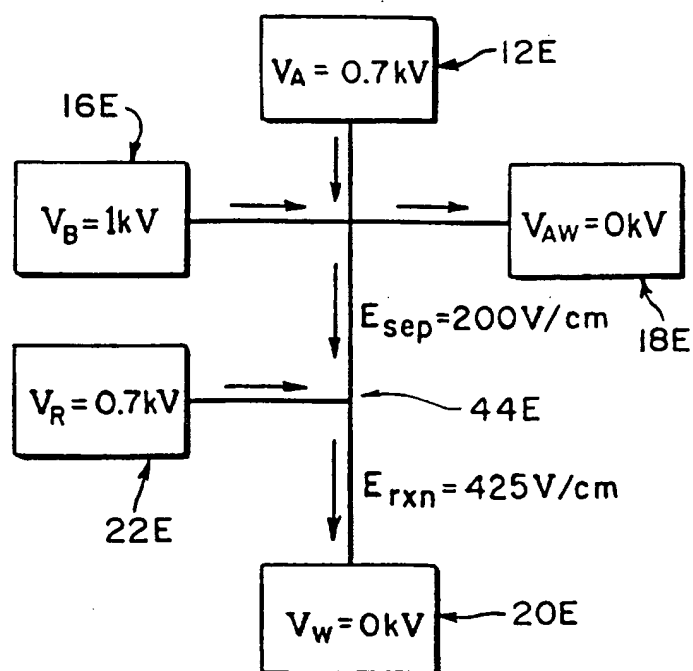 12E
V_A = 0.7kV
16E
V_B = 1kV
V_AW = 0kV
E_sep = 200V/cm
18E
V_R = 0.7kV
44E
E_rxn = 425V/cm
22E
V_W = 0kV
20E